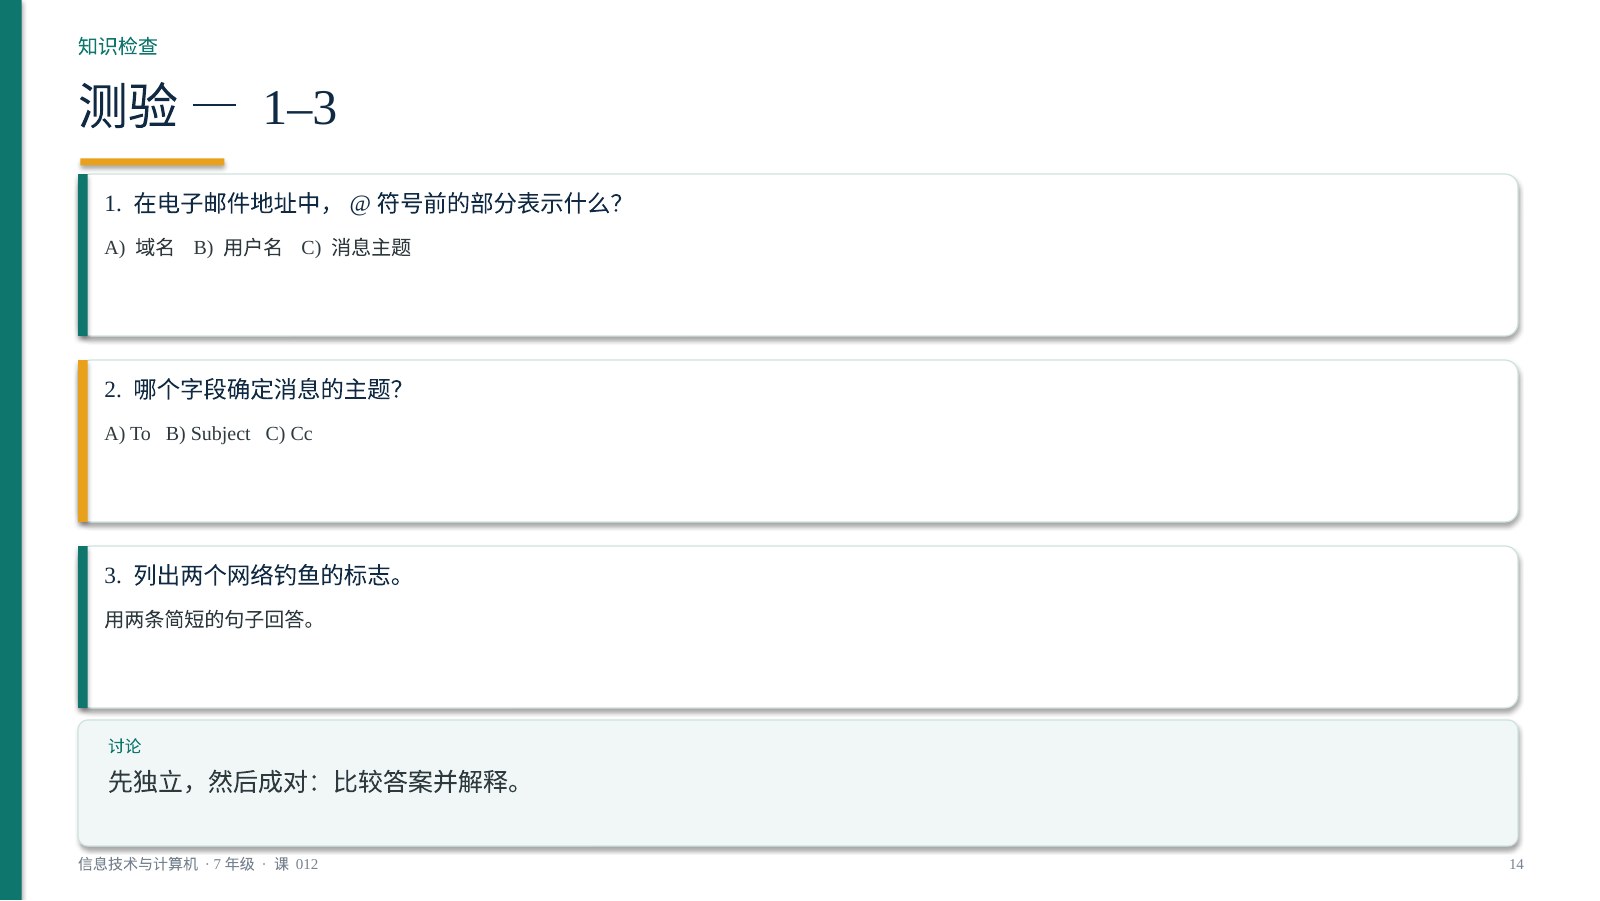 知识检查
测验 — 1–3
1. 在电子邮件地址中， @ 符号前的部分表示什么？
A) 域名 B) 用户名 C) 消息主题
2. 哪个字段确定消息的主题？
A) To B) Subject C) Cc
3. 列出两个网络钓鱼的标志。
用两条简短的句子回答。
讨论
先独立，然后成对：比较答案并解释。
信息技术与计算机 · 7 年级 · 课 012
14